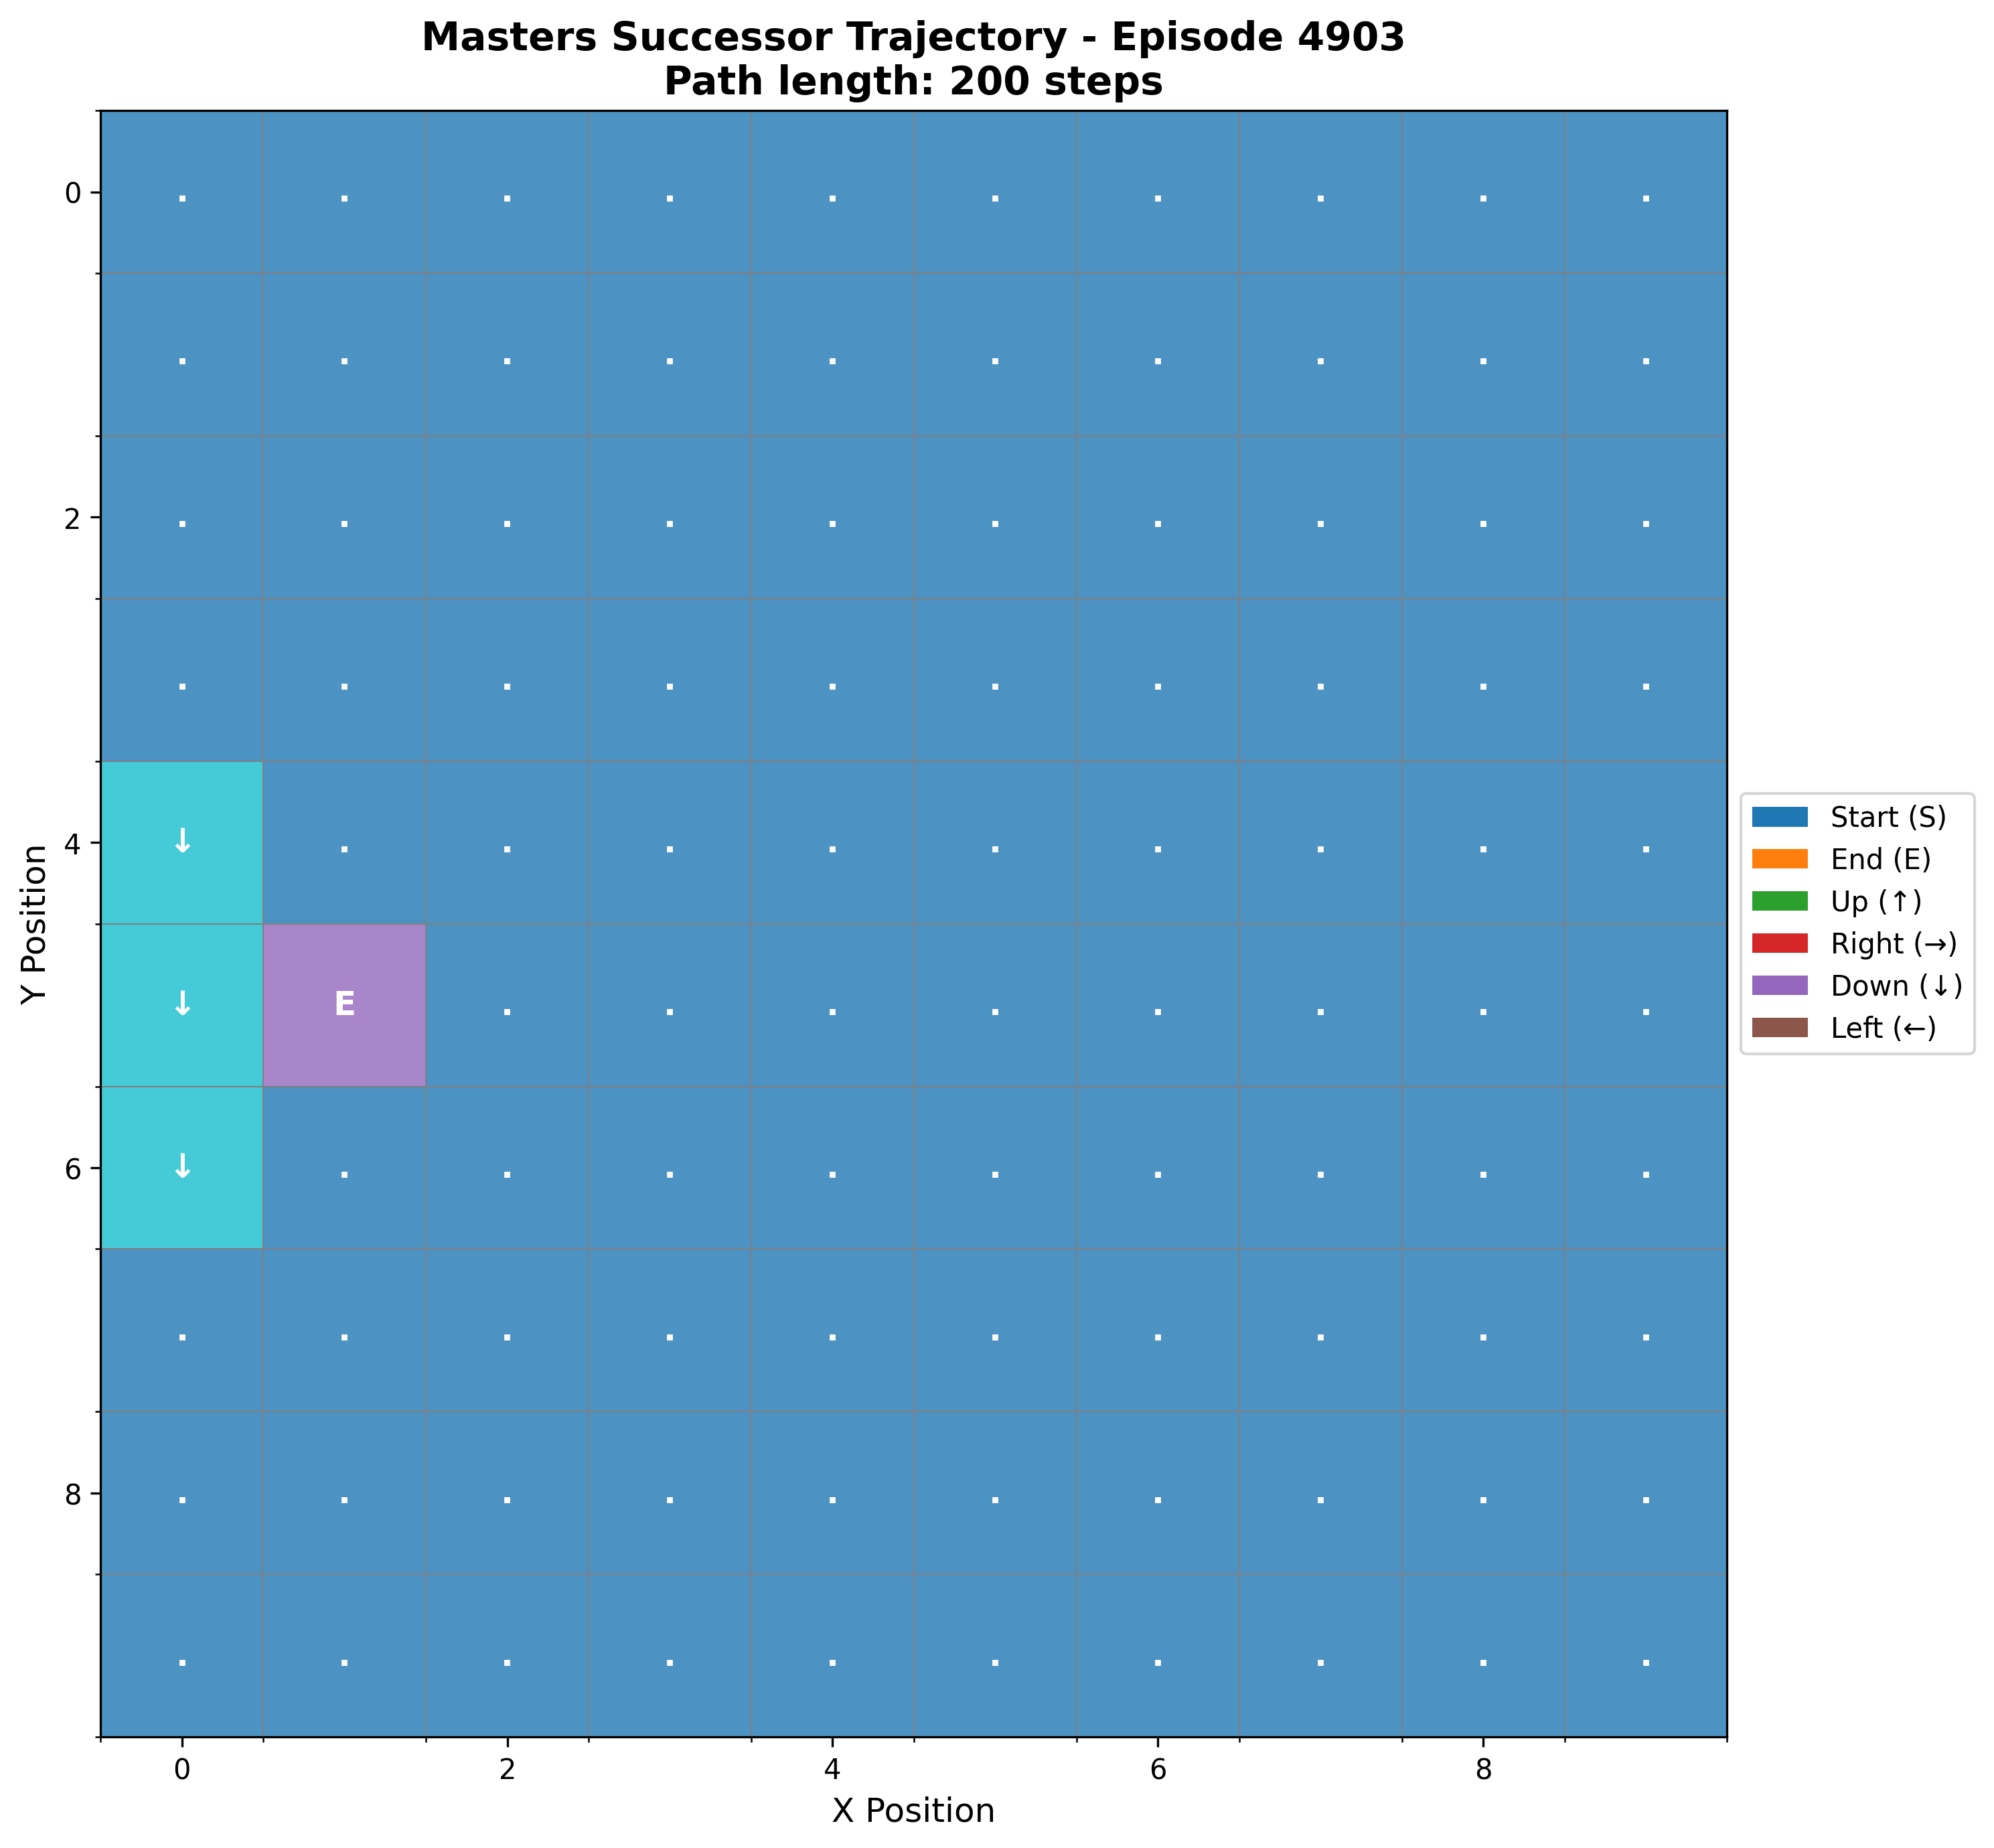 Masters Successor Trajectory - Episode 4903
Path length: 200 steps
0
2
4
6
8
Y Position
↓
↓ E
↓
0 2 4 6 8
X Position
Start (S)
End (E)
Up (↑)
Right (→)
Down (↓)
Left (←)